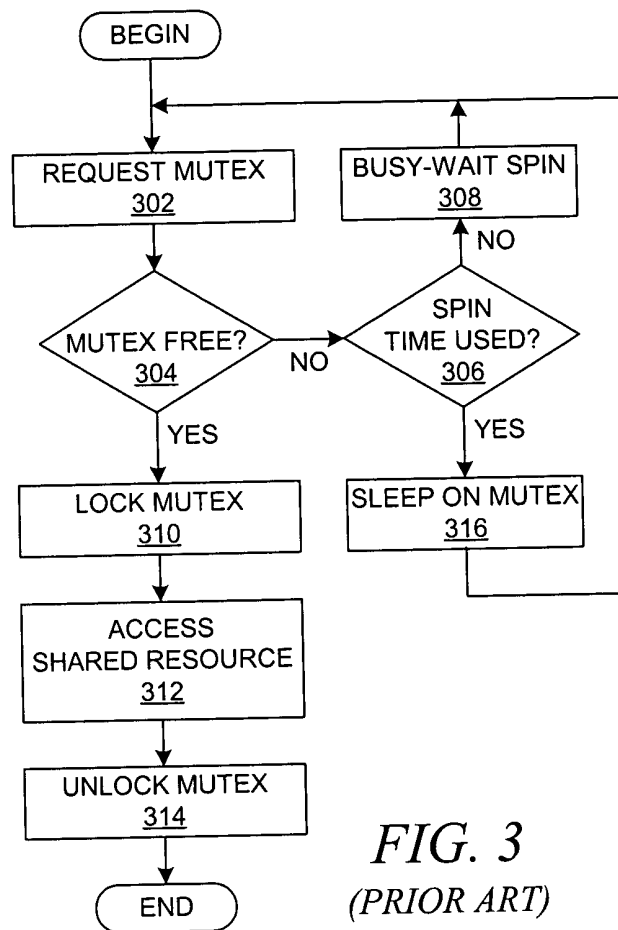 BEGIN
REQUEST MUTEX
302
BUSY-WAIT SPIN
308
NO
MUTEX FREE?
304
NO
SPIN
TIME USED?
306
YES
YES
LOCK MUTEX
310
SLEEP ON MUTEX
316
ACCESS
SHARED RESOURCE
312
UNLOCK MUTEX
314
END
FIG. 3
(PRIOR ART)